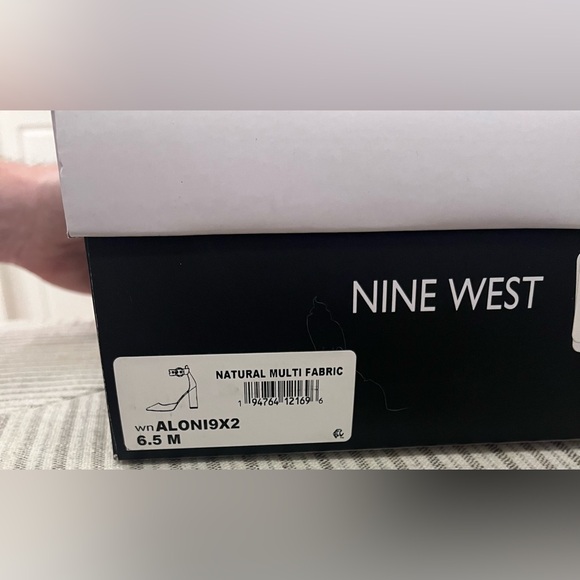 NINE WEST
NATURAL MULTI FABRIC
1 94764 12169 6
wn ALONI9X2
6.5 M